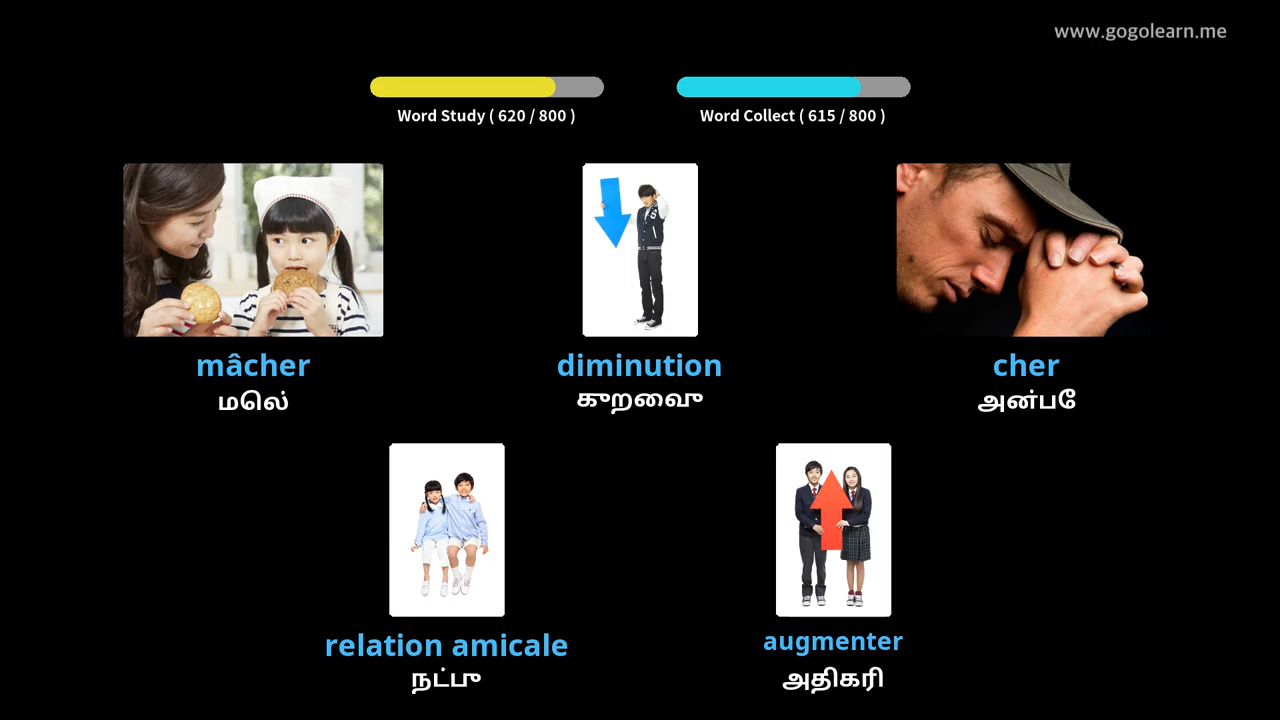 www.gogolearn.me
Word Study ( 620 / 800 )
Word Collect ( 615 / 800 )
mâcher
மெல்
diminution
குறைவு
cher
அன்பே
relation amicale
நட்பு
augmenter
அதிகரி